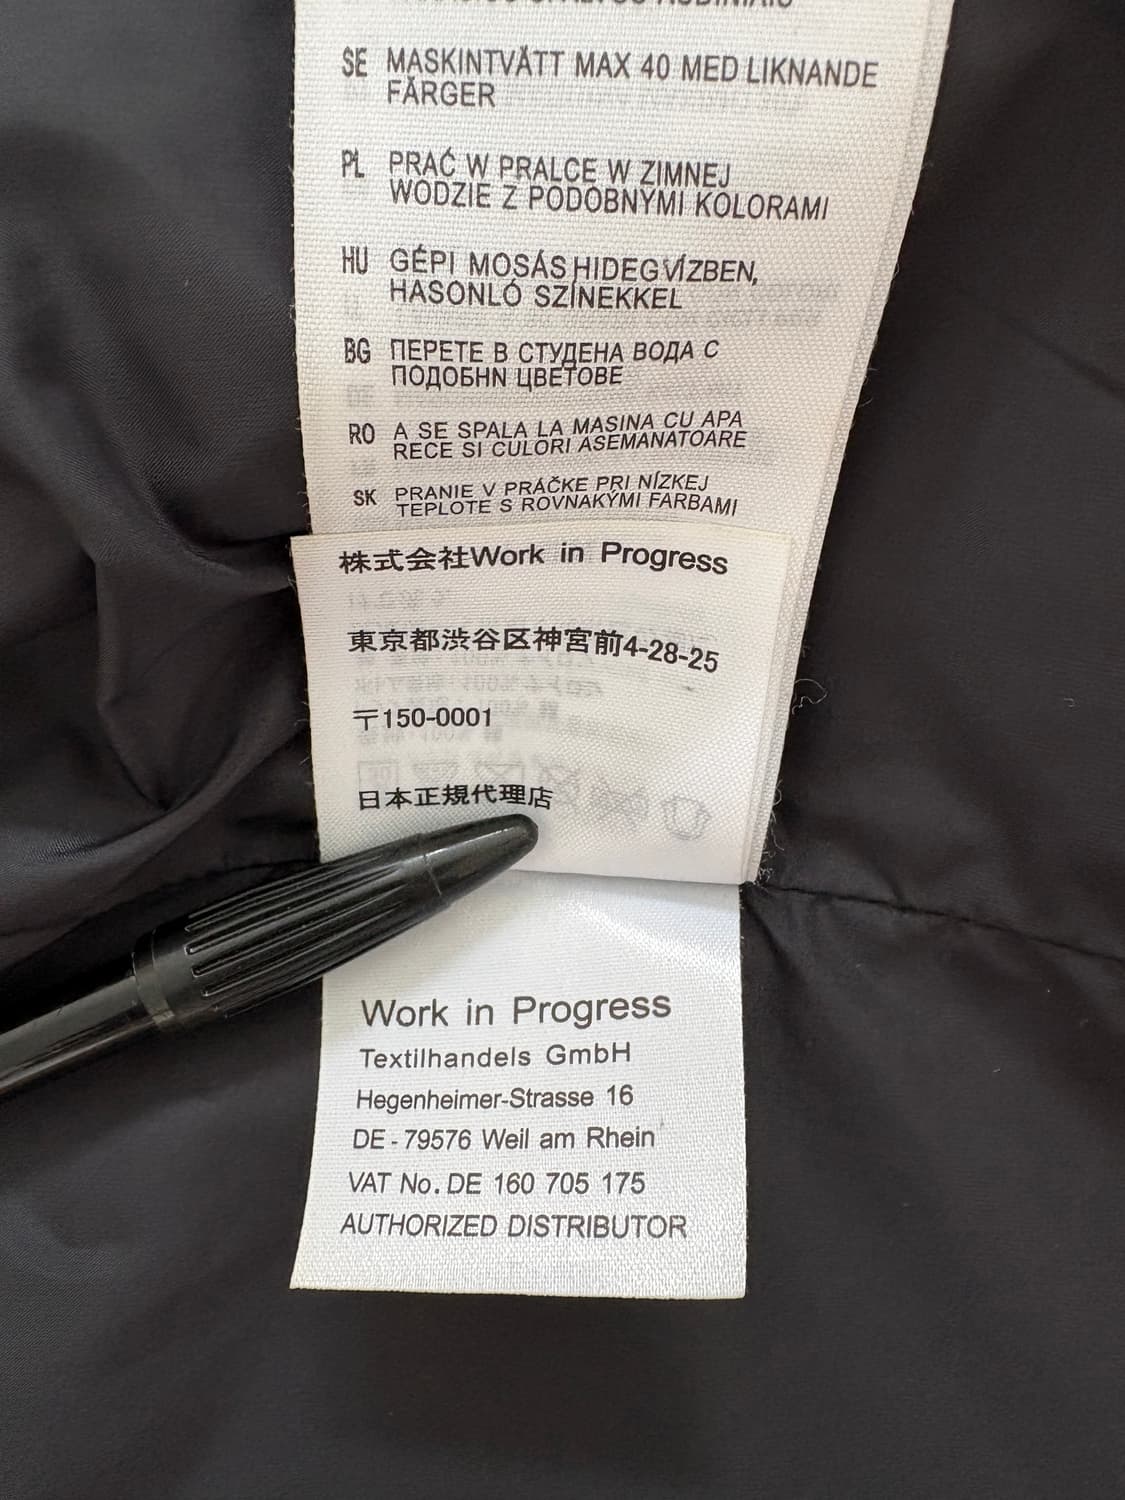 SE MASKINTVÄTT MAX 40 MED LIKNANDE
FÄRGER
PL PRAĆ W PRALCE W ZIMNEJ
WODZIE Z PODOBNYMI KOLORAMI
HU GÉPI MOSÁS HIDEGVÍZBEN,
HASONLÓ SZÍNEKKEL
BG ПЕРЕТЕ В СТУДЕНА ВОДА С
ПОДОБНN ЦВЕТОВЕ
RO A SE SPALA LA MASINA CU APA
RECE SI CULORI ASEMANATOARE
SK PRANIE V PRÁČKE PRI NÍZKEJ
TEPLOTE S ROVNAKÝMI FARBAMI
株式会社Work in Progress
東京都渋谷区神宮前4-28-25
〒150-0001
日本正規代理店
Work in Progress
Textilhandels GmbH
Hegenheimer-Strasse 16
DE - 79576 Weil am Rhein
VAT No. DE 160 705 175
AUTHORIZED DISTRIBUTOR